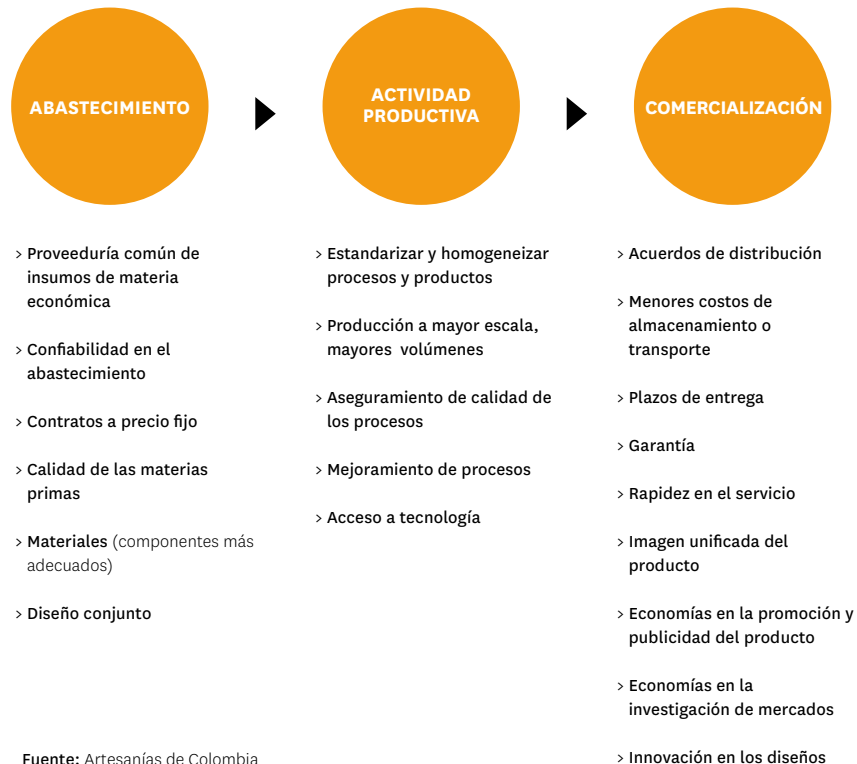 ABASTECIMIENTO
> Proveeduría común de
insumos de materia
económica
> Confiabilidad en el
abastecimiento
> Contratos a precio fijo
> Calidad de las materias
primas
> Materiales (componentes más
adecuados)
> Diseño conjunto
ACTIVIDAD
PRODUCTIVA
> Estandarizar y homogeneizar
procesos y productos
> Producción a mayor escala,
mayores volúmenes
> Aseguramiento de calidad de
los procesos
> Mejoramiento de procesos
> Acceso a tecnología
COMERCIALIZACIÓN
> Acuerdos de distribución
> Menores costos de
almacenamiento o
transporte
> Plazos de entrega
> Garantía
> Rapidez en el servicio
> Imagen unificada del
producto
> Economías en la promoción y
publicidad del producto
> Economías en la
investigación de mercados
> Innovación en los diseños
Fuente: Artesanías de Colombia